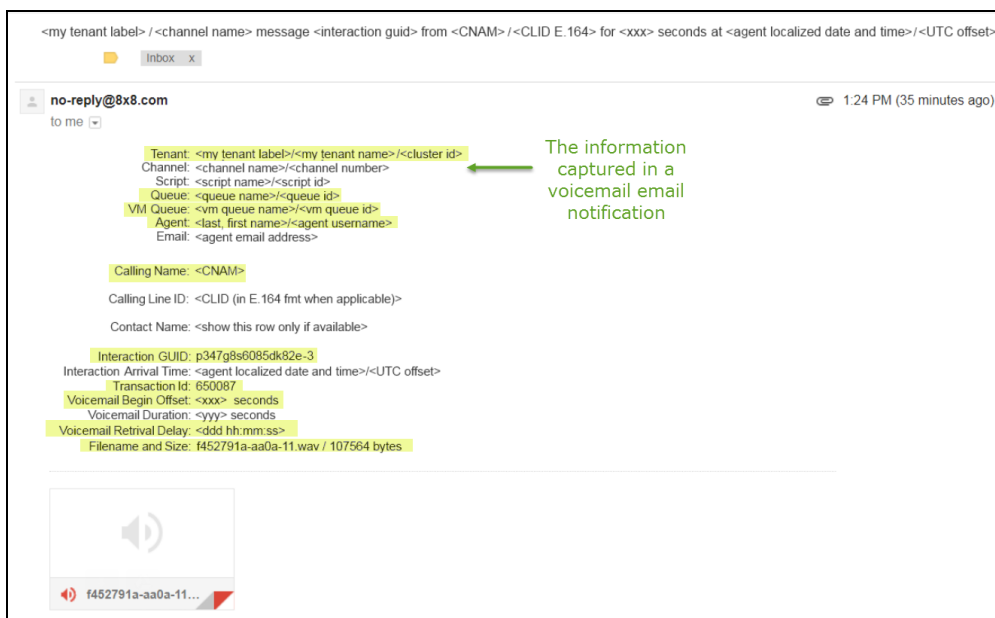 <my tenant label> / <channel name> message <interaction guid> from <CNAM> / <CLID E.164> for <xxx> seconds at <agent localized date and time>/<UTC offset>
Inbox x
no-reply@8x8.com 1:24 PM (35 minutes ago)
to me
Tenant: <my tenant label>/<my tenant name>/<cluster id>
Channel: <channel name>/<channel number>
Script: <script name>/<script id>
Queue: <queue name>/<queue id>
VM Queue: <vm queue name>/<vm queue id>
Agent: <last, first name>/<agent username>
Email: <agent email address>
The information
captured in a
voicemail email
notification
Calling Name: <CNAM>
Calling Line ID: <CLID (in E.164 fmt when applicable)>
Contact Name: <show this row only if available>
Interaction GUID: p347g8s6085dk82e-3
Interaction Arrival Time: <agent localized date and time>/<UTC offset>
Transaction Id: 650087
Voicemail Begin Offset: <xxx> seconds
Voicemail Duration: <yyy> seconds
Voicemail Retrival Delay: <ddd hh:mm:ss>
Filename and Size: f452791a-aa0a-11.wav / 107564 bytes
f452791a-aa0a-11...